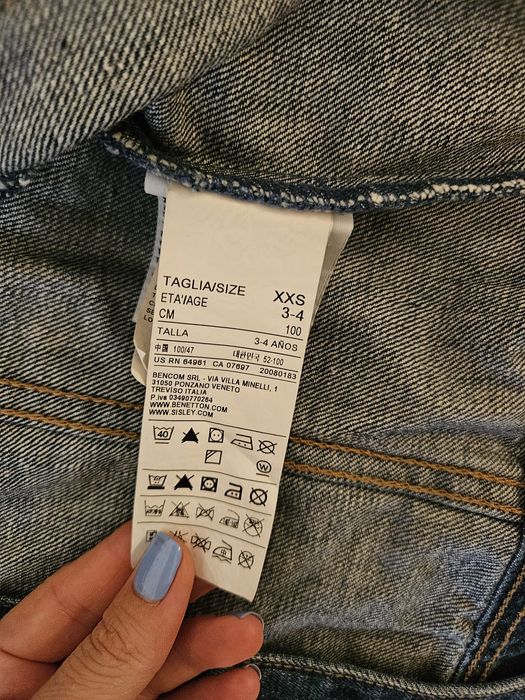 TAGLIA/SIZE XXS
ETA'/AGE 3-4
CM 100
TALLA 3-4 AÑOS
中国 100/47 대한민국 52-100
US RN 64961 CA 07697 20080183
BENCOM SRL - VIA VILLA MINELLI, 1
31050 PONZANO VENETO
TREVISO ITALIA
P.iva 03490770264
WWW.BENETTON.COM
WWW.SISLEY.COM
40
W